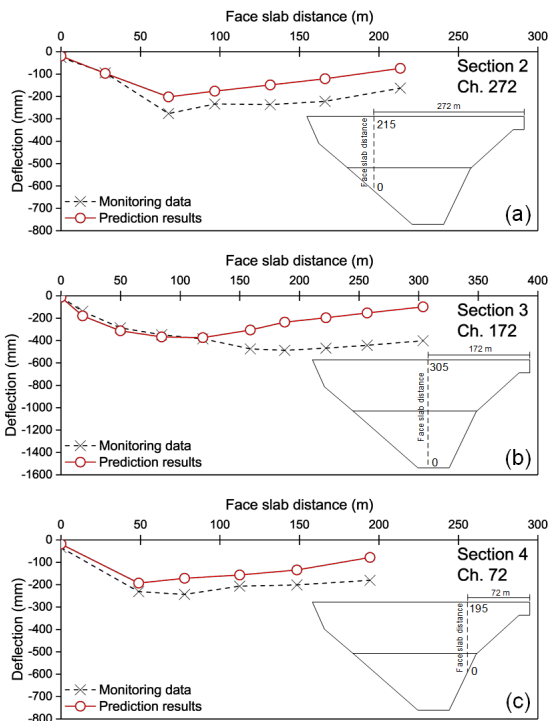 Face slab distance (m)
0 50 100 150 200 250 300
0
-100
-200
-300
-400
-500
-600
-700
-800
Deflection (mm)
Section 2
Ch. 272
272 m
215
Face slab distance
0
Monitoring data
Prediction results
(a)
Face slab distance (m)
0 50 100 150 200 250 300 350 400
0
-200
-400
-600
-800
-1000
-1200
-1400
-1600
Deflection (mm)
Section 3
Ch. 172
172 m
305
Face slab distance
0
Monitoring data
Prediction results
(b)
Face slab distance (m)
0 50 100 150 200 250 300
0
-100
-200
-300
-400
-500
-600
-700
-800
Deflection (mm)
Section 4
Ch. 72
72 m
195
Face slab distance
0
Monitoring data
Prediction results
(c)